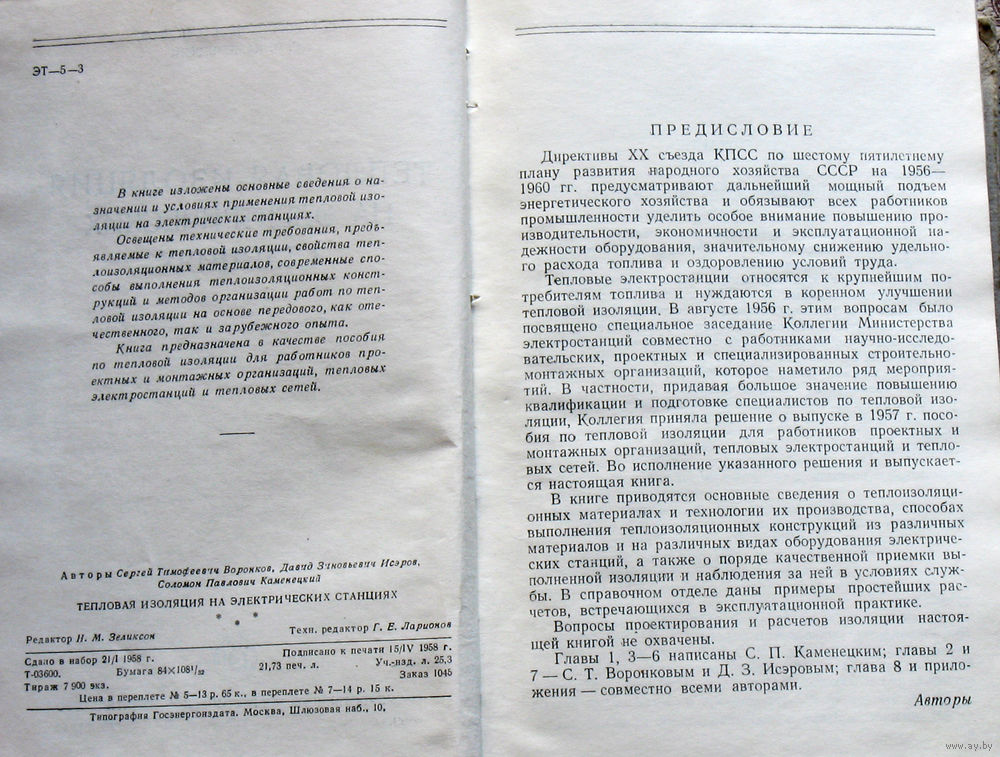 ЭТ—5—3
В книге изложены основные сведения о на-
значении и условиях применения тепловой изо-
ляции на электрических станциях.
Освещены технические требования, предъ-
являемые к тепловой изоляции, свойства теп-
лоизоляционных материалов, современные спо-
собы выполнения теплоизоляционных конст-
рукций и методов организации работ по теп-
ловой изоляции на основе передового, как оте-
чественного, так и зарубежного опыта.
Книга предназначена в качестве пособия
по тепловой изоляции для работников про-
ектных и монтажных организаций, тепловых
электростанций и тепловых сетей.
Авторы Сергей Тимофеевич Воронков, Давид Зиновьевич Исэров,
Соломон Павлович Каменецкий
ТЕПЛОВАЯ ИЗОЛЯЦИЯ НА ЭЛЕКТРИЧЕСКИХ СТАНЦИЯХ
* * *
Редактор И. М. Зеликсон Техн. редактор Г. Е. Ларионов
Сдано в набор 21/I 1958 г. Подписано к печати 15/IV 1958 г.
Т-03600. Бумага 84×108 1/32 21,73 печ. л. Уч.-изд. л. 25,3
Тираж 7 900 экз. Заказ 1045
Цена в переплете № 5—13 р. 65 к., в переплете № 7—14 р. 15 к.
Типография Госэнергоиздата. Москва, Шлюзовая наб., 10.
ПРЕДИСЛОВИЕ
Директивы XX съезда КПСС по шестому пятилетнему
плану развития народного хозяйства СССР на 1956—
1960 гг. предусматривают дальнейший мощный подъем
энергетического хозяйства и обязывают всех работников
промышленности уделить особое внимание повышению про-
изводительности, экономичности и эксплуатационной на-
дежности оборудования, значительному снижению удельно-
го расхода топлива и оздоровлению условий труда.
Тепловые электростанции относятся к крупнейшим по-
требителям топлива и нуждаются в коренном улучшении
тепловой изоляции. В августе 1956 г. этим вопросам было
посвящено специальное заседание Коллегии Министерства
электростанций совместно с работниками научно-исследо-
вательских, проектных и специализированных строительно-
монтажных организаций, которое наметило ряд мероприя-
тий. В частности, придавая большое значение повышению
квалификации и подготовке специалистов по тепловой изо-
ляции, Коллегия приняла решение о выпуске в 1957 г. посо-
бия по тепловой изоляции для работников проектных и
монтажных организаций, тепловых электростанций и тепло-
вых сетей. Во исполнение указанного решения и выпускает-
ся настоящая книга.
В книге приводятся основные сведения о теплоизоляци-
онных материалах и технологии их производства, способах
выполнения теплоизоляционных конструкций из различных
материалов и на различных видах оборудования электриче-
ских станций, а также о порядке качественной приемки вы-
полненной изоляции и наблюдения за ней в условиях служ-
бы. В справочном отделе даны примеры простейших рас-
четов, встречающихся в эксплуатационной практике.
Вопросы проектирования и расчетов изоляции настоя-
щей книгой не охвачены.
Главы 1, 3—6 написаны С. П. Каменецким; главы 2 и
7 — С. Т. Воронковым и Д. З. Исэровым; глава 8 и прило-
жения — совместно всеми авторами.
Авторы
www.ay.by